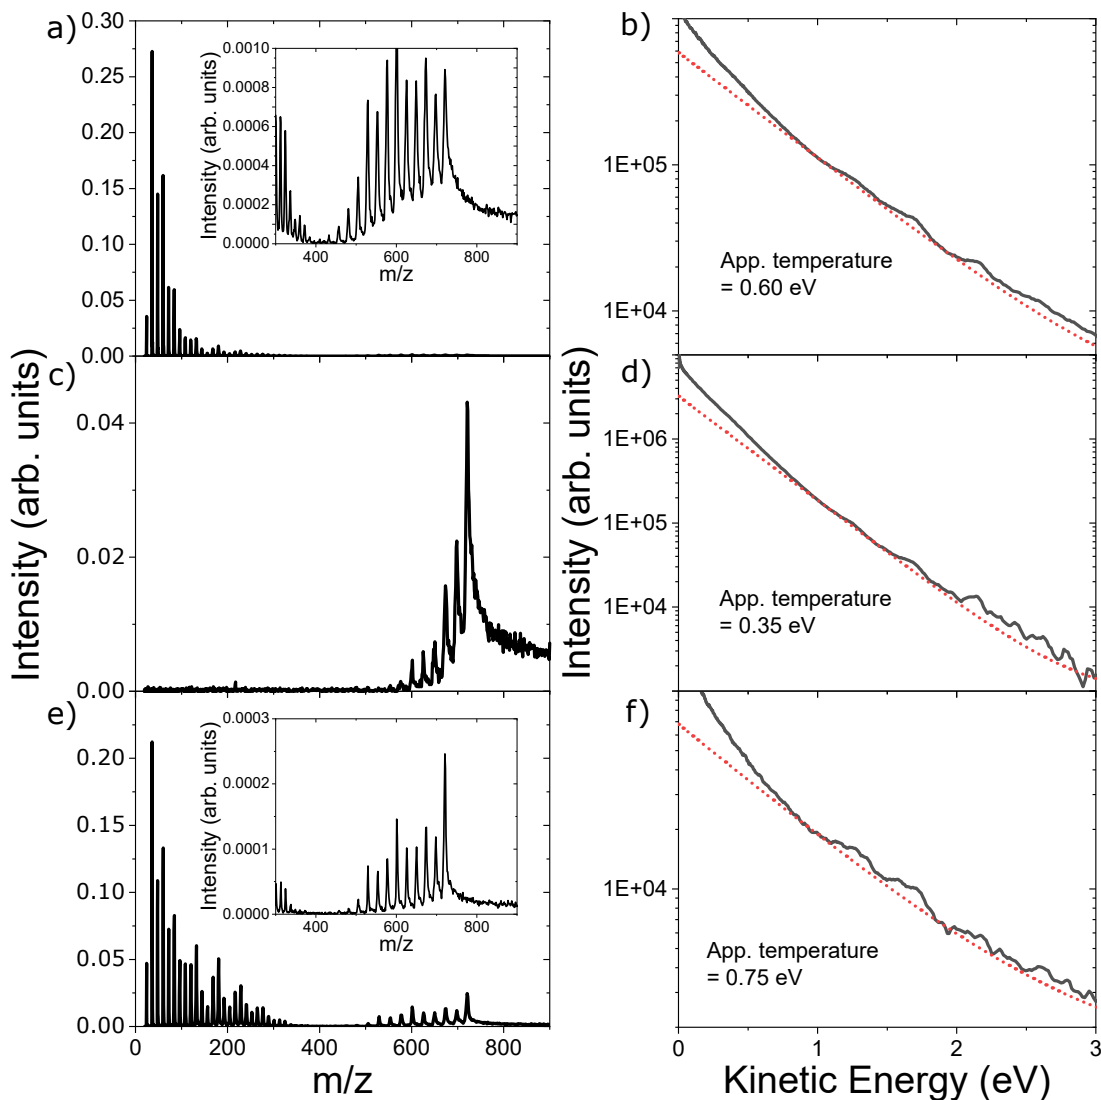 a)
0.30
0.25
0.20
0.15
0.10
0.05
0.00
Intensity (arb. units)
0.0010
0.0008
0.0006
0.0004
0.0002
0.0000
400
600
800
m/z
b)
1E+05
1E+04
App. temperature
= 0.60 eV
Intensity (arb. units)
c)
0.04
0.02
0.00
Intensity (arb. units)
d)
1E+06
1E+05
1E+04
App. temperature
= 0.35 eV
e)
0.20
0.15
0.10
0.05
0.00
Intensity (arb. units)
0.0003
0.0002
0.0001
0.0000
400
600
800
m/z
0
200
400
600
800
m/z
f)
1E+04
App. temperature
= 0.75 eV
0
1
2
3
Kinetic Energy (eV)